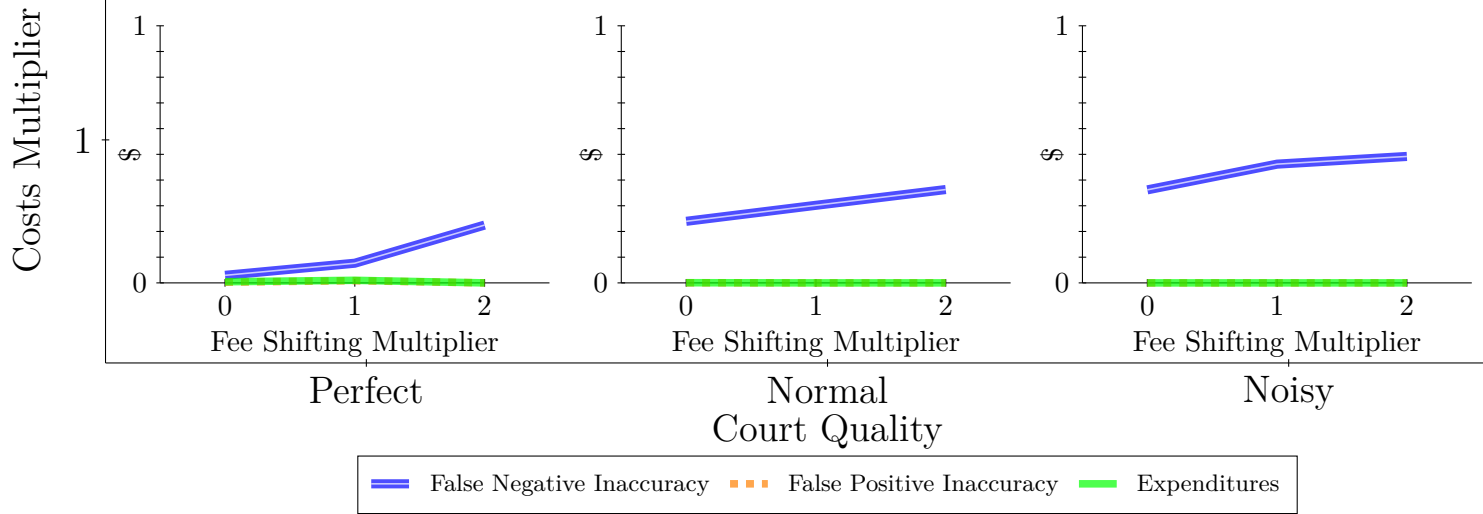 Costs Multiplier
1
1
$
0
0
1
2
Fee Shifting Multiplier
1
$
0
0
1
2
Fee Shifting Multiplier
1
$
0
0
1
2
Fee Shifting Multiplier
Perfect
Normal
Noisy
Court Quality
False Negative Inaccuracy
False Positive Inaccuracy
Expenditures